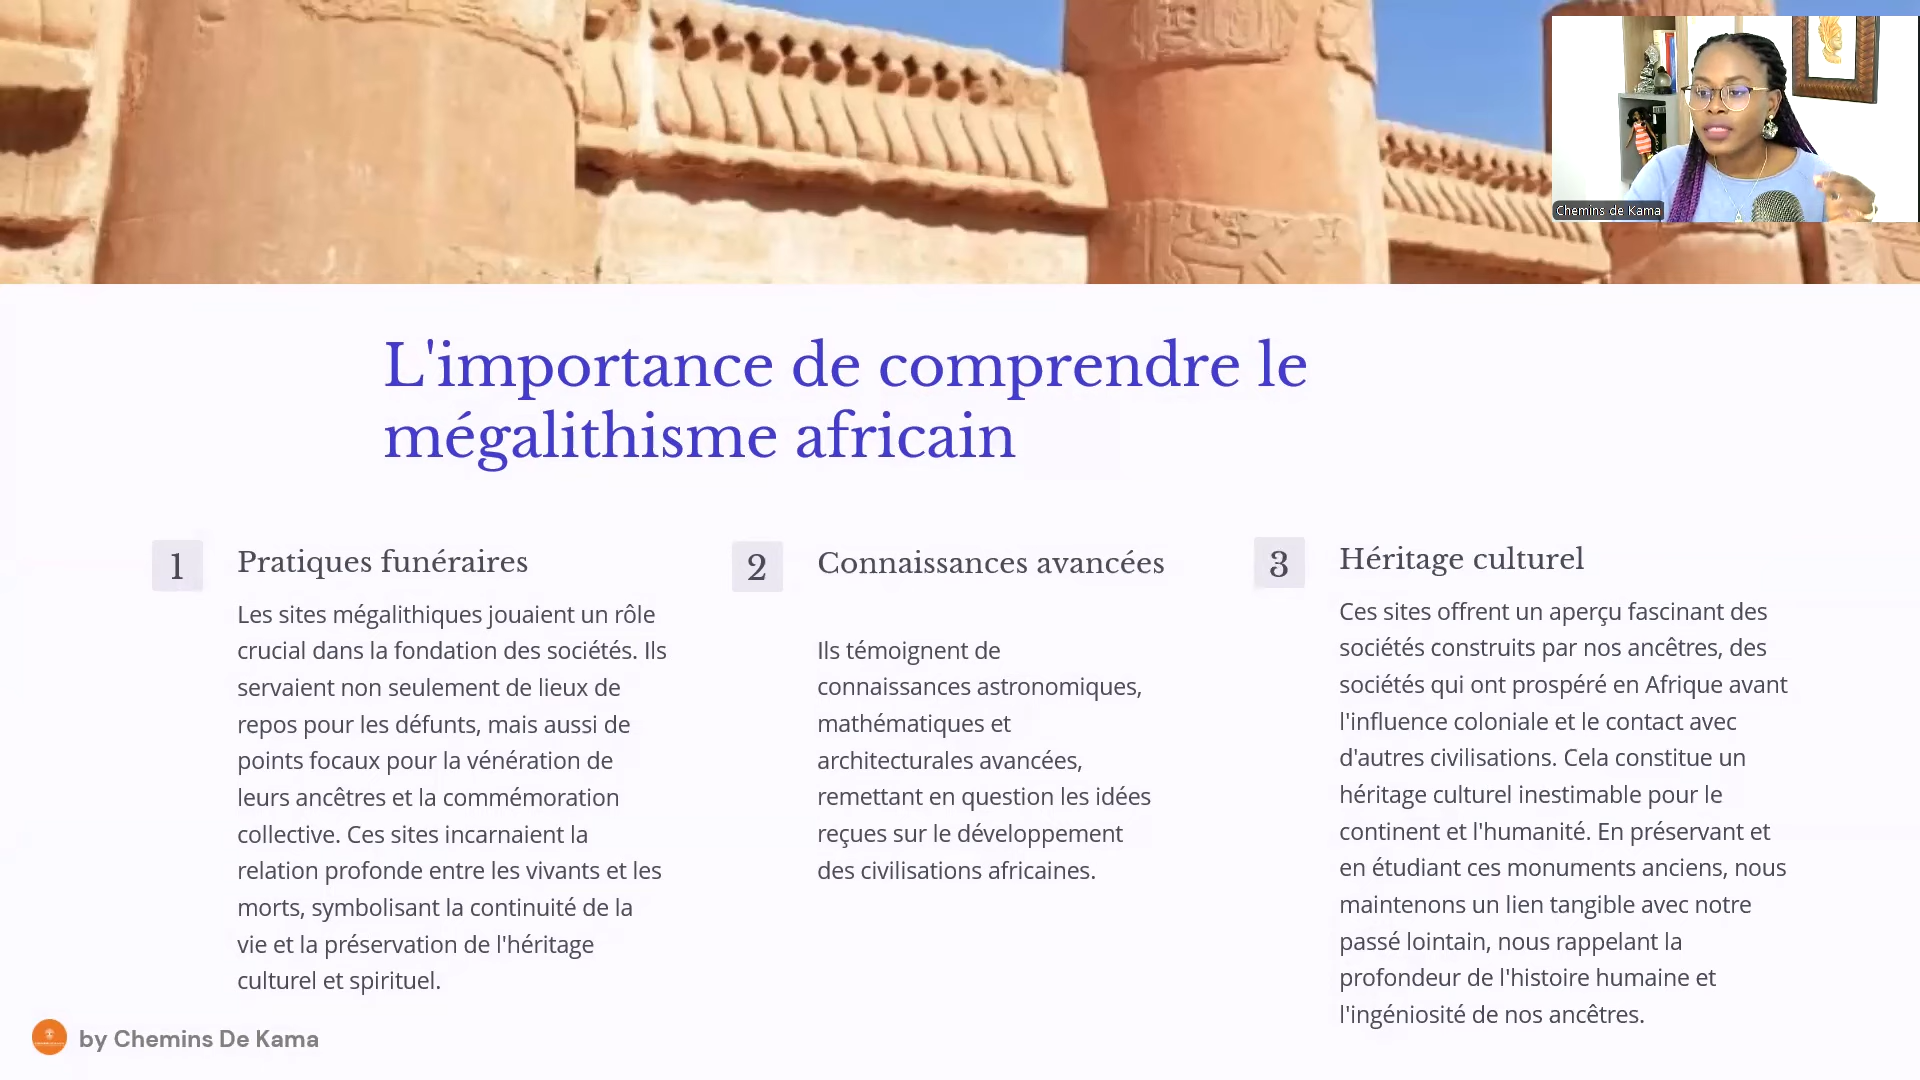 Chemins de Kama
L'importance de comprendre le
mégalithisme africain
1
Pratiques funéraires
Les sites mégalithiques jouaient un rôle
crucial dans la fondation des sociétés. Ils
servaient non seulement de lieux de
repos pour les défunts, mais aussi de
points focaux pour la vénération de
leurs ancêtres et la commémoration
collective. Ces sites incarnaient la
relation profonde entre les vivants et les
morts, symbolisant la continuité de la
vie et la préservation de l'héritage
culturel et spirituel.
2
Connaissances avancées
Ils témoignent de
connaissances astronomiques,
mathématiques et
architecturales avancées,
remettant en question les idées
reçues sur le développement
des civilisations africaines.
3
Héritage culturel
Ces sites offrent un aperçu fascinant des
sociétés construits par nos ancêtres, des
sociétés qui ont prospéré en Afrique avant
l'influence coloniale et le contact avec
d'autres civilisations. Cela constitue un
héritage culturel inestimable pour le
continent et l'humanité. En préservant et
en étudiant ces monuments anciens, nous
maintenons un lien tangible avec notre
passé lointain, nous rappelant la
profondeur de l'histoire humaine et
l'ingéniosité de nos ancêtres.
by Chemins De Kama